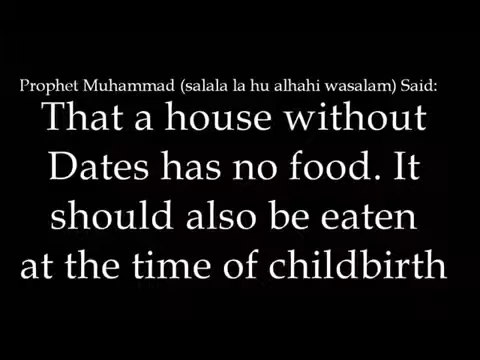 Prophet Muhammad (salala la hu alhahi wasalam) Said:
That a house without
Dates has no food. It
should also be eaten
at the time of childbirth